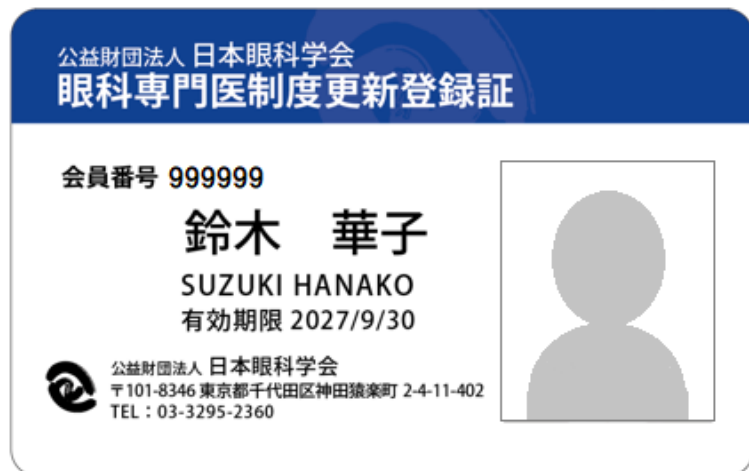 公益財団法人 日本眼科学会
眼科専門医制度更新登録証
会員番号 999999
鈴木　華子
SUZUKI HANAKO
有効期限 2027/9/30
公益財団法人 日本眼科学会
〒101-8346 東京都千代田区神田猿楽町 2-4-11-402
TEL：03-3295-2360